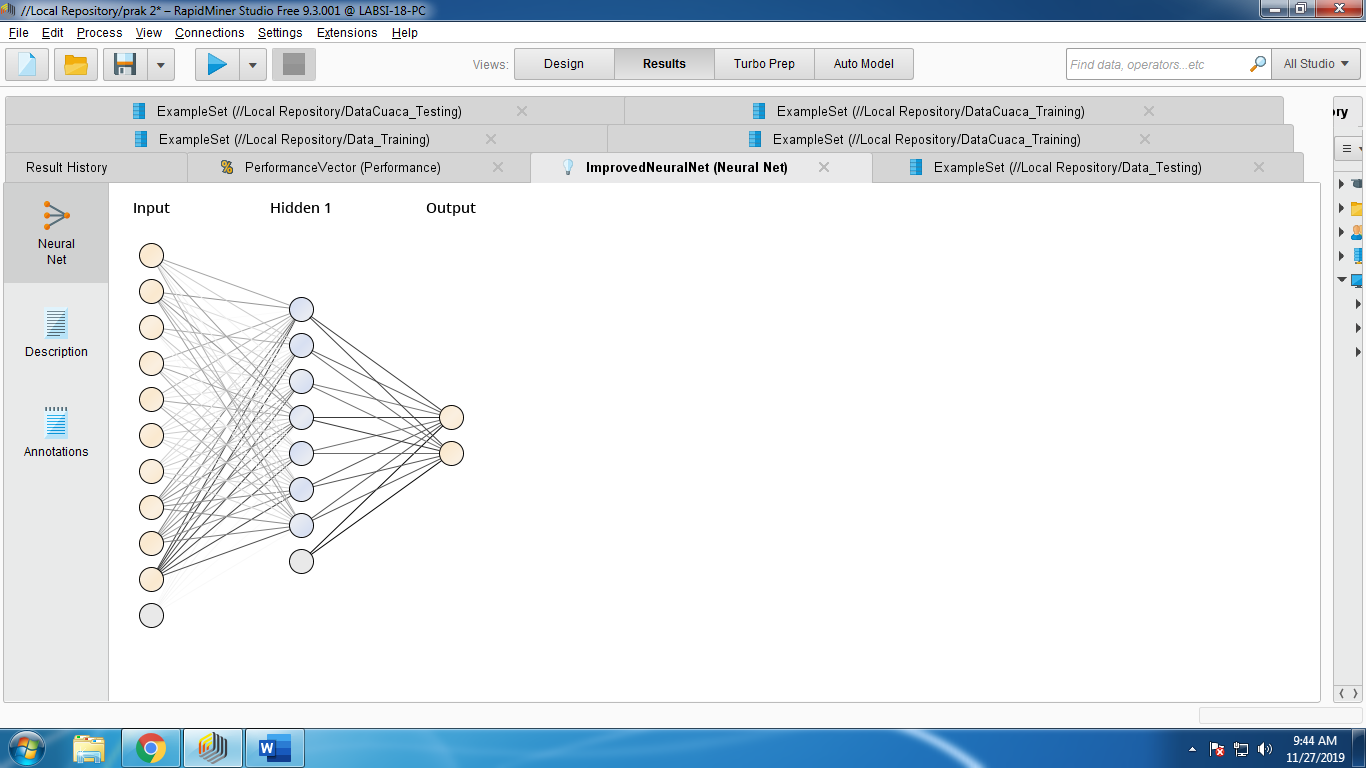 //Local Repository/prak 2* – RapidMiner Studio Free 9.3.001 @ LABSI-18-PC
File Edit Process View Connections Settings Extensions Help
Views: Design Results Turbo Prep Auto Model Find data, operators...etc All Studio
ExampleSet (//Local Repository/DataCuaca_Testing) ExampleSet (//Local Repository/DataCuaca_Training)
ExampleSet (//Local Repository/Data_Training) ExampleSet (//Local Repository/DataCuaca_Training)
Result History PerformanceVector (Performance) ImprovedNeuralNet (Neural Net) ExampleSet (//Local Repository/Data_Testing)
Input Hidden 1 Output
Neural
Net
Description
Annotations
9:44 AM
11/27/2019